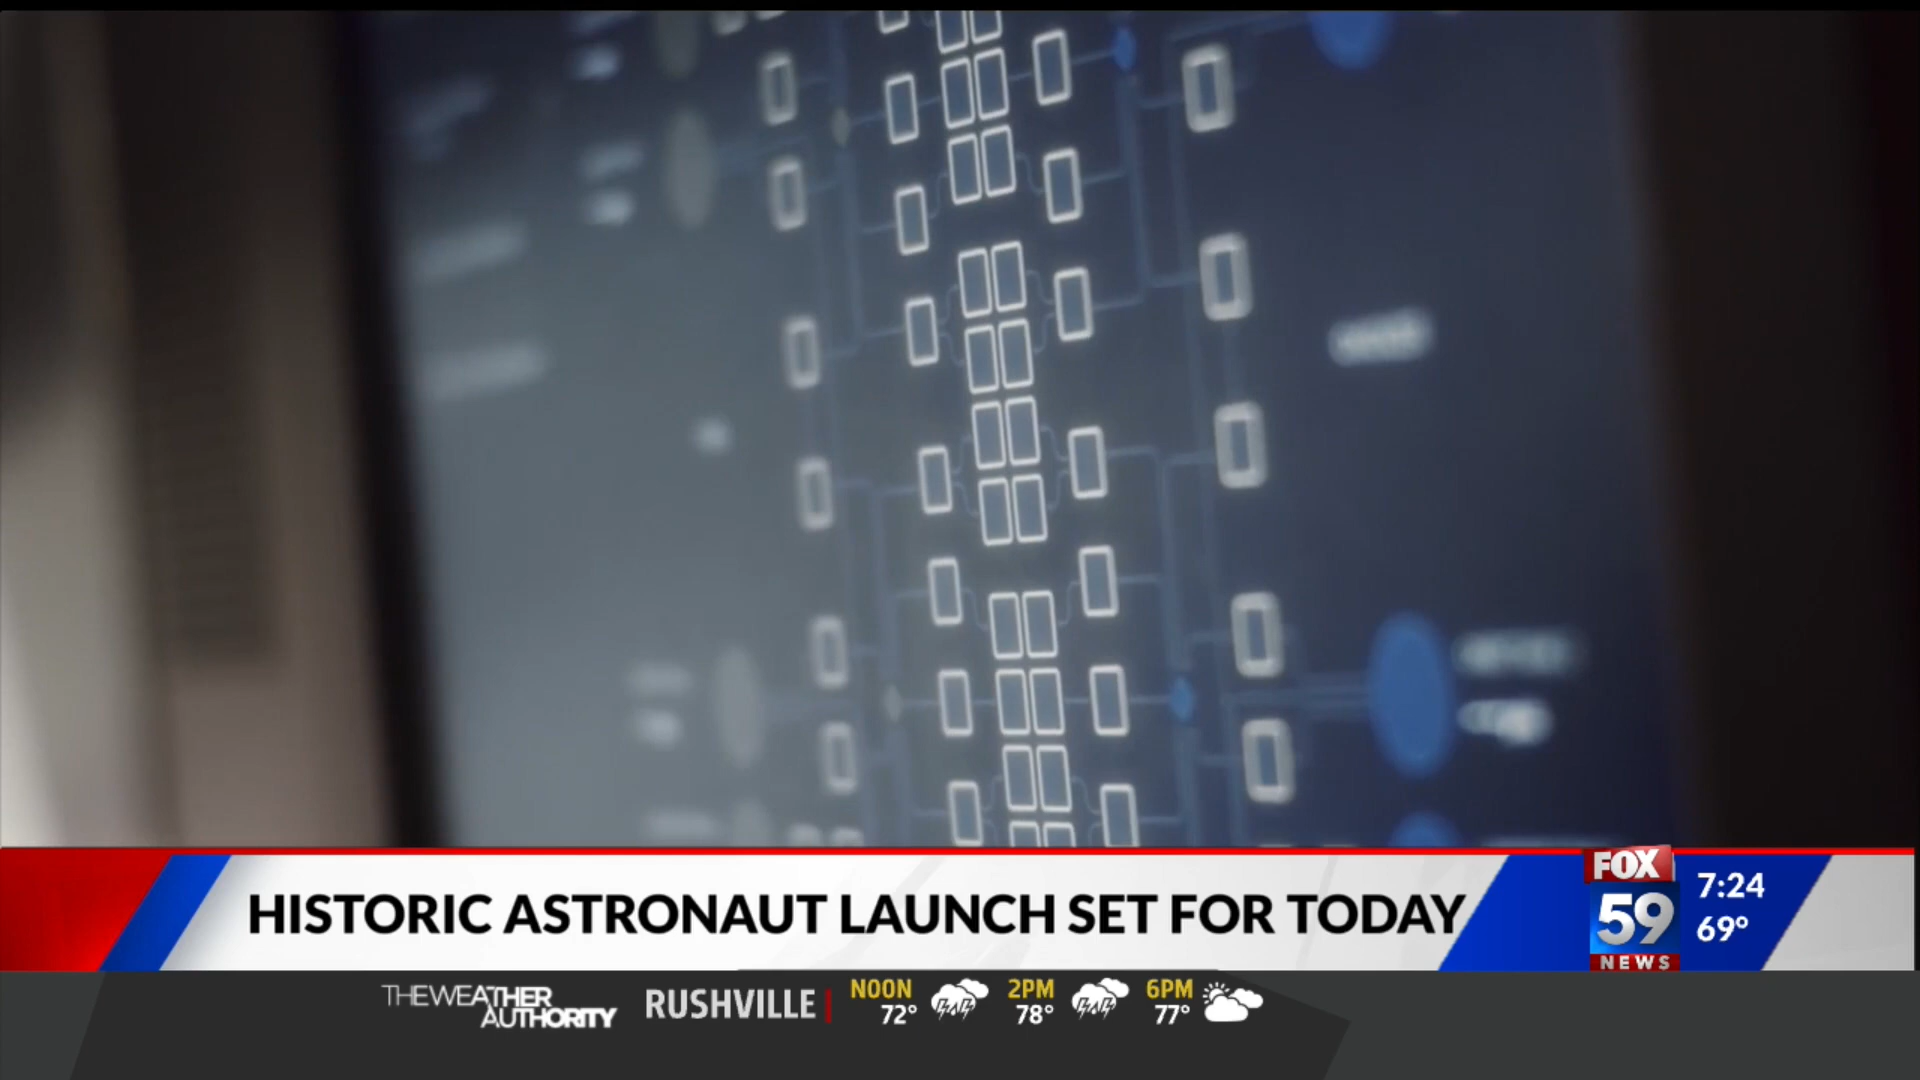 HISTORIC ASTRONAUT LAUNCH SET FOR TODAY
FOX
59
NEWS
7:24
69°
THE WEATHER
AUTHORITY
RUSHVILLE
NOON
72°
2PM
78°
6PM
77°